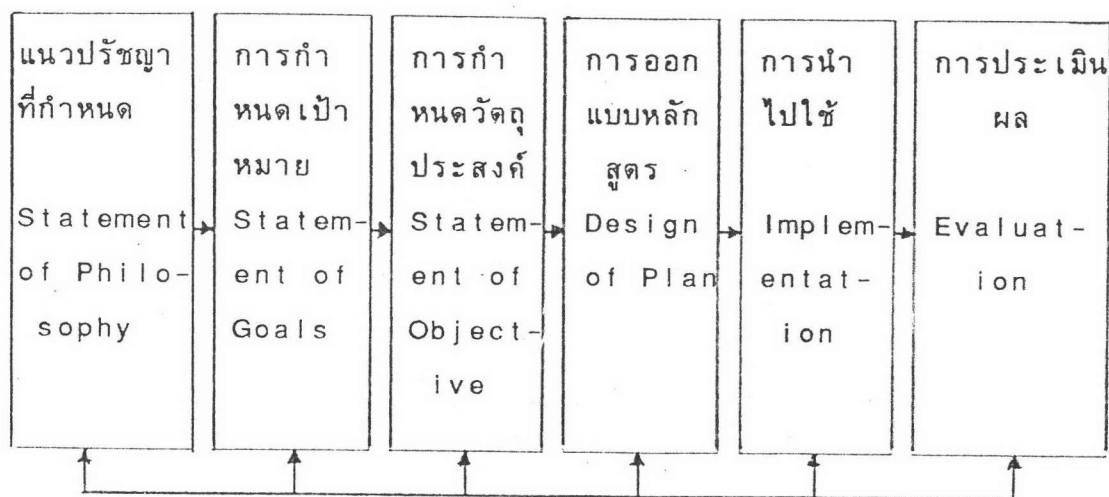 แนวปรัชญา
ที่กำหนด
Statement
of Philo-
sophy
การกำ
หนดเป้า
หมาย
Statem-
ent of
Goals
การกำ
หนดวัตถุ
ประสงค์
Statem-
ent of
Object-
ive
การออก
แบบหลัก
สูตร
Design
of Plan
การนำ
ไปใช้
Implem-
entat-
ion
การประเมิน
ผล
Evaluat-
ion